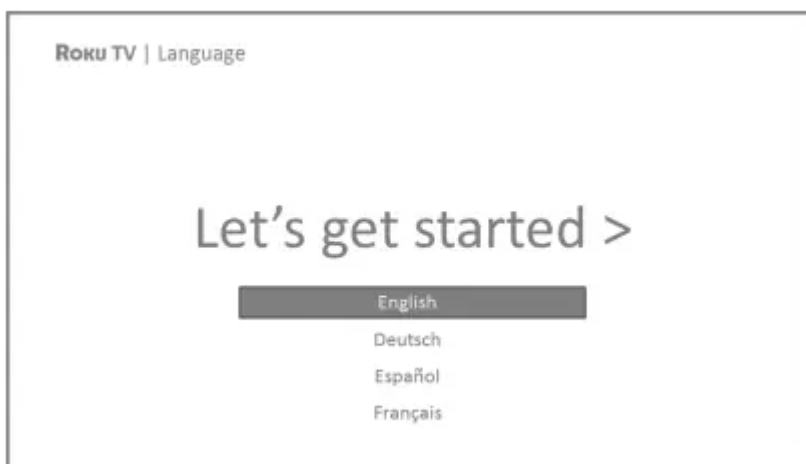 ROKU TV | Language
Let's get started >
English
Deutsch
Español
Français